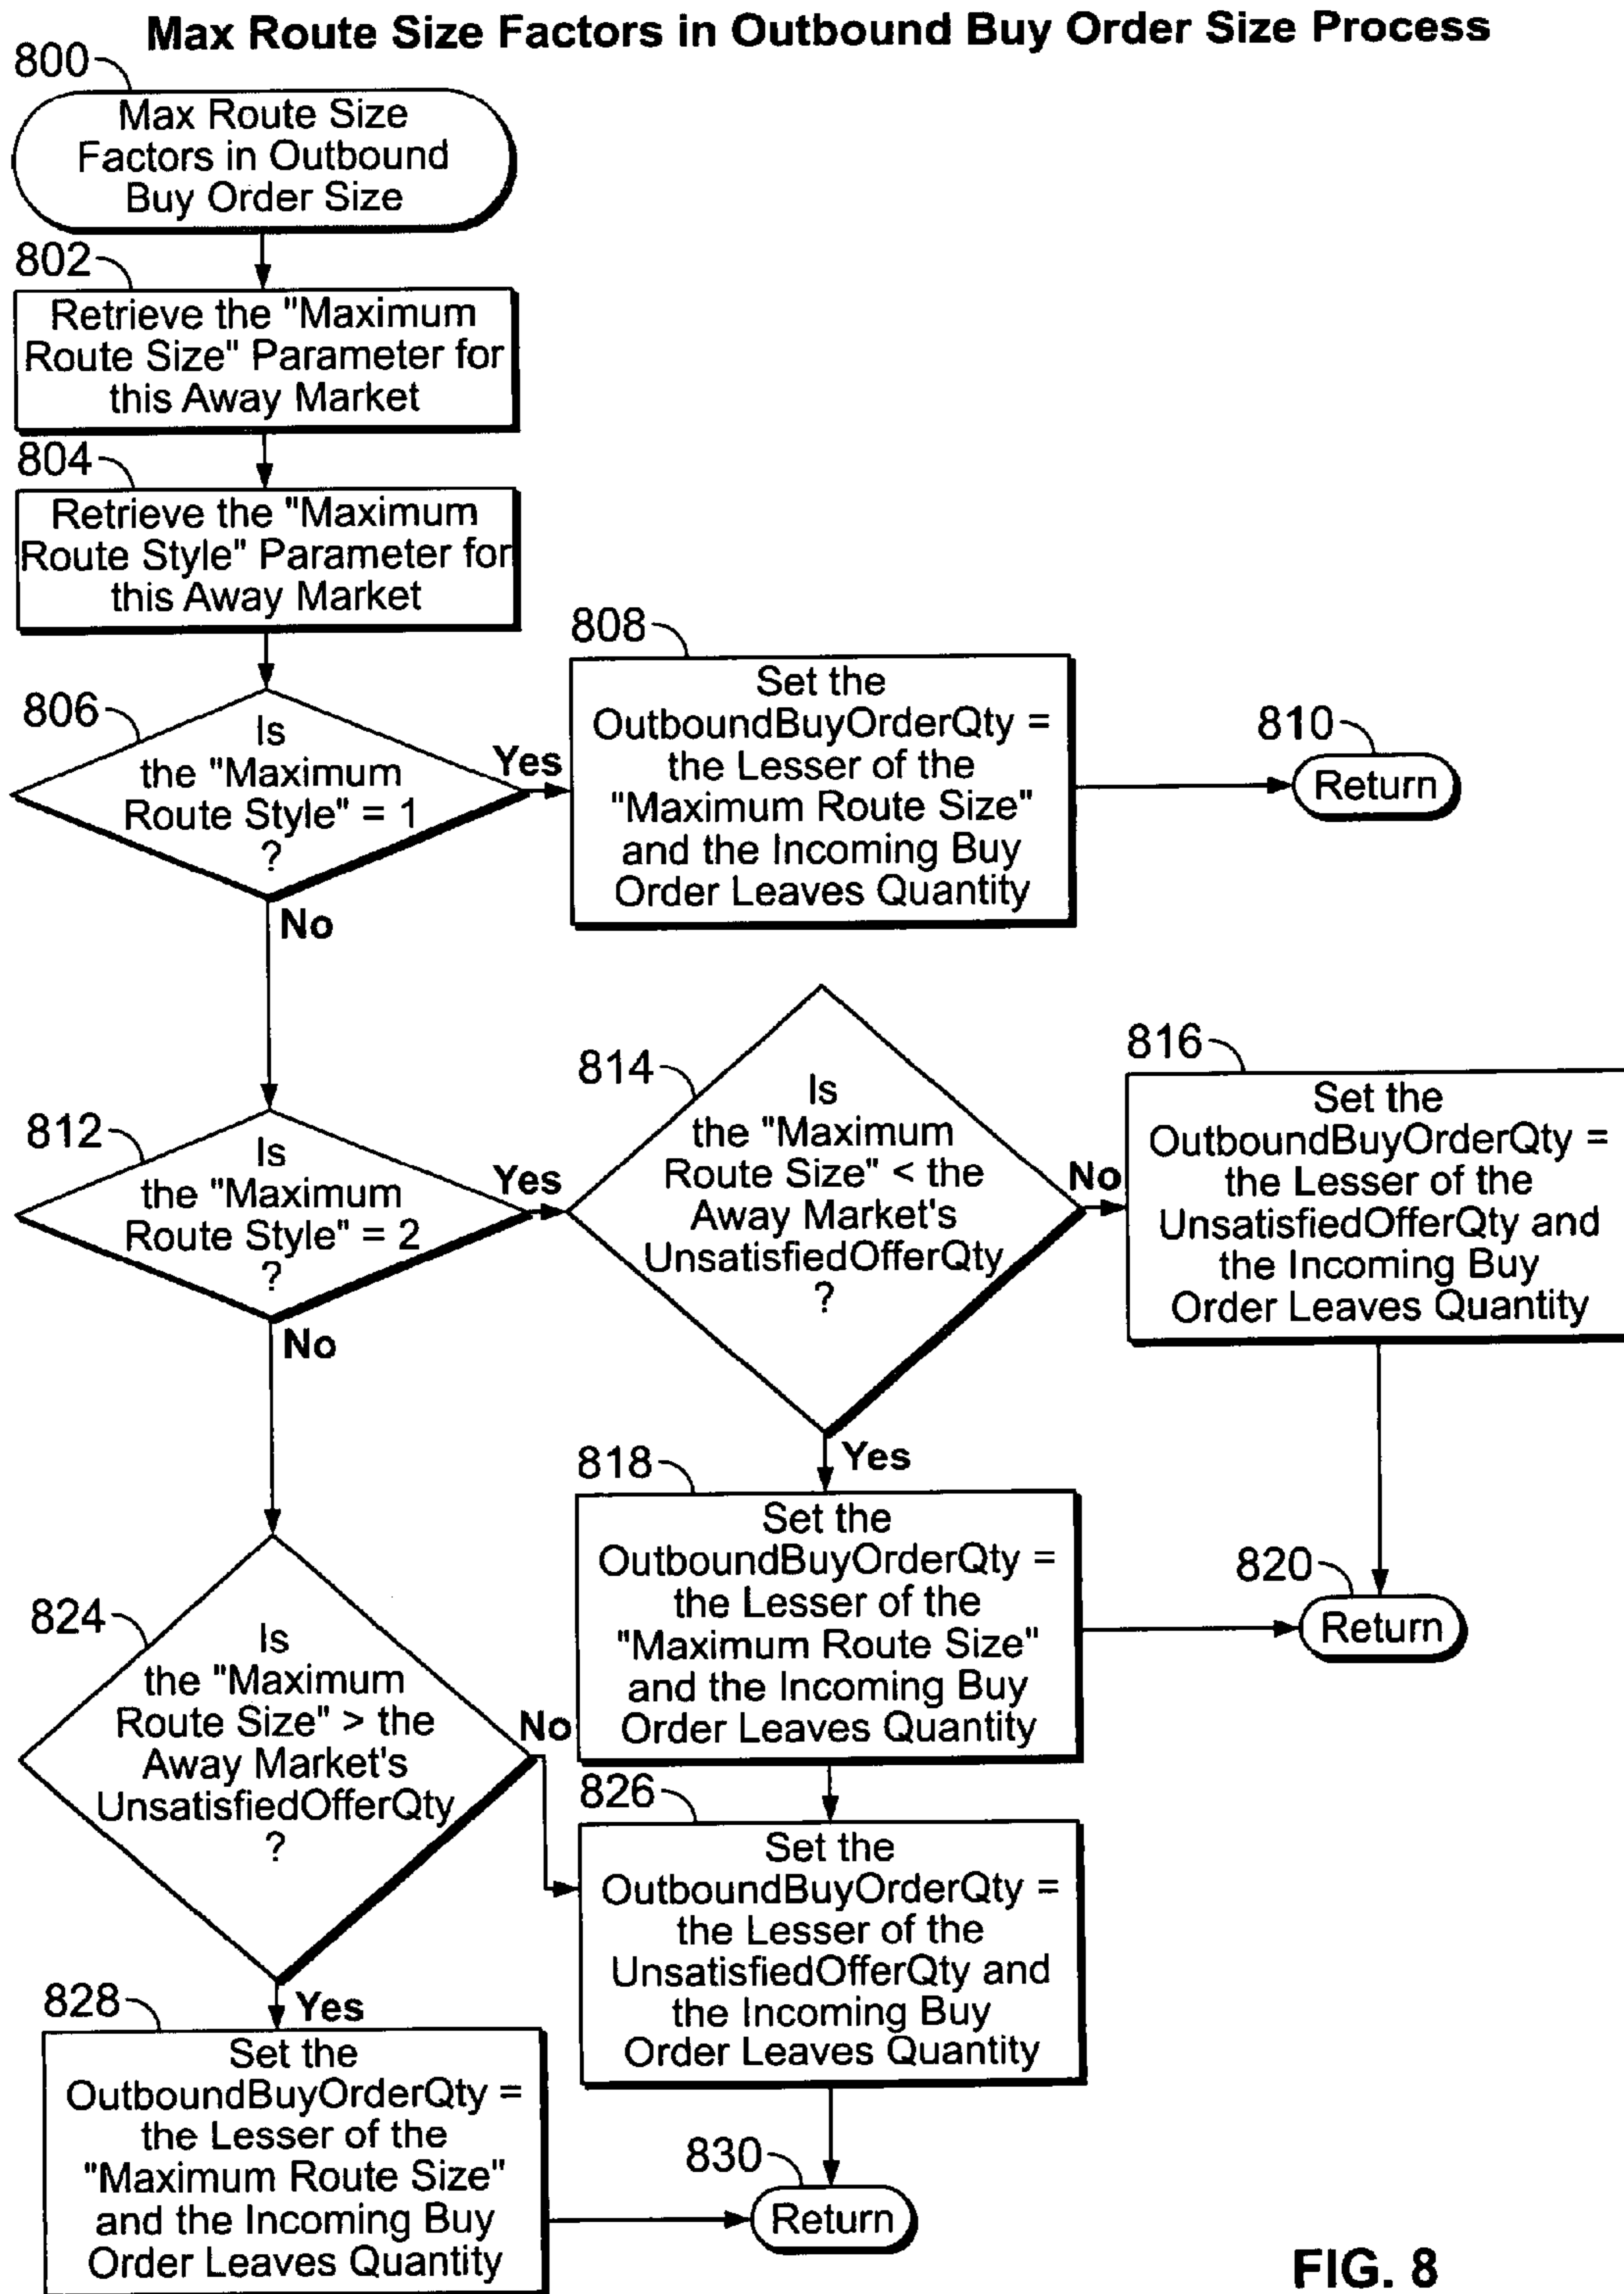 Max Route Size Factors in Outbound Buy Order Size Process
800
Max Route Size
Factors in Outbound
Buy Order Size
802
Retrieve the "Maximum
Route Size" Parameter for
this Away Market
804
Retrieve the "Maximum
Route Style" Parameter for
this Away Market
806
Is
the "Maximum
Route Style" = 1
?
Yes
No
808
Set the
OutboundBuyOrderQty =
the Lesser of the
"Maximum Route Size"
and the Incoming Buy
Order Leaves Quantity
810
Return
812
Is
the "Maximum
Route Style" = 2
?
Yes
No
814
Is
the "Maximum
Route Size" < the
Away Market's
UnsatisfiedOfferQty
?
No
Yes
816
Set the
OutboundBuyOrderQty =
the Lesser of the
UnsatisfiedOfferQty and
the Incoming Buy
Order Leaves Quantity
818
Set the
OutboundBuyOrderQty =
the Lesser of the
"Maximum Route Size"
and the Incoming Buy
Order Leaves Quantity
820
Return
824
Is
the "Maximum
Route Size" > the
Away Market's
UnsatisfiedOfferQty
?
No
Yes
826
Set the
OutboundBuyOrderQty =
the Lesser of the
UnsatisfiedOfferQty and
the Incoming Buy
Order Leaves Quantity
828
Set the
OutboundBuyOrderQty =
the Lesser of the
"Maximum Route Size"
and the Incoming Buy
Order Leaves Quantity
830
Return
FIG. 8